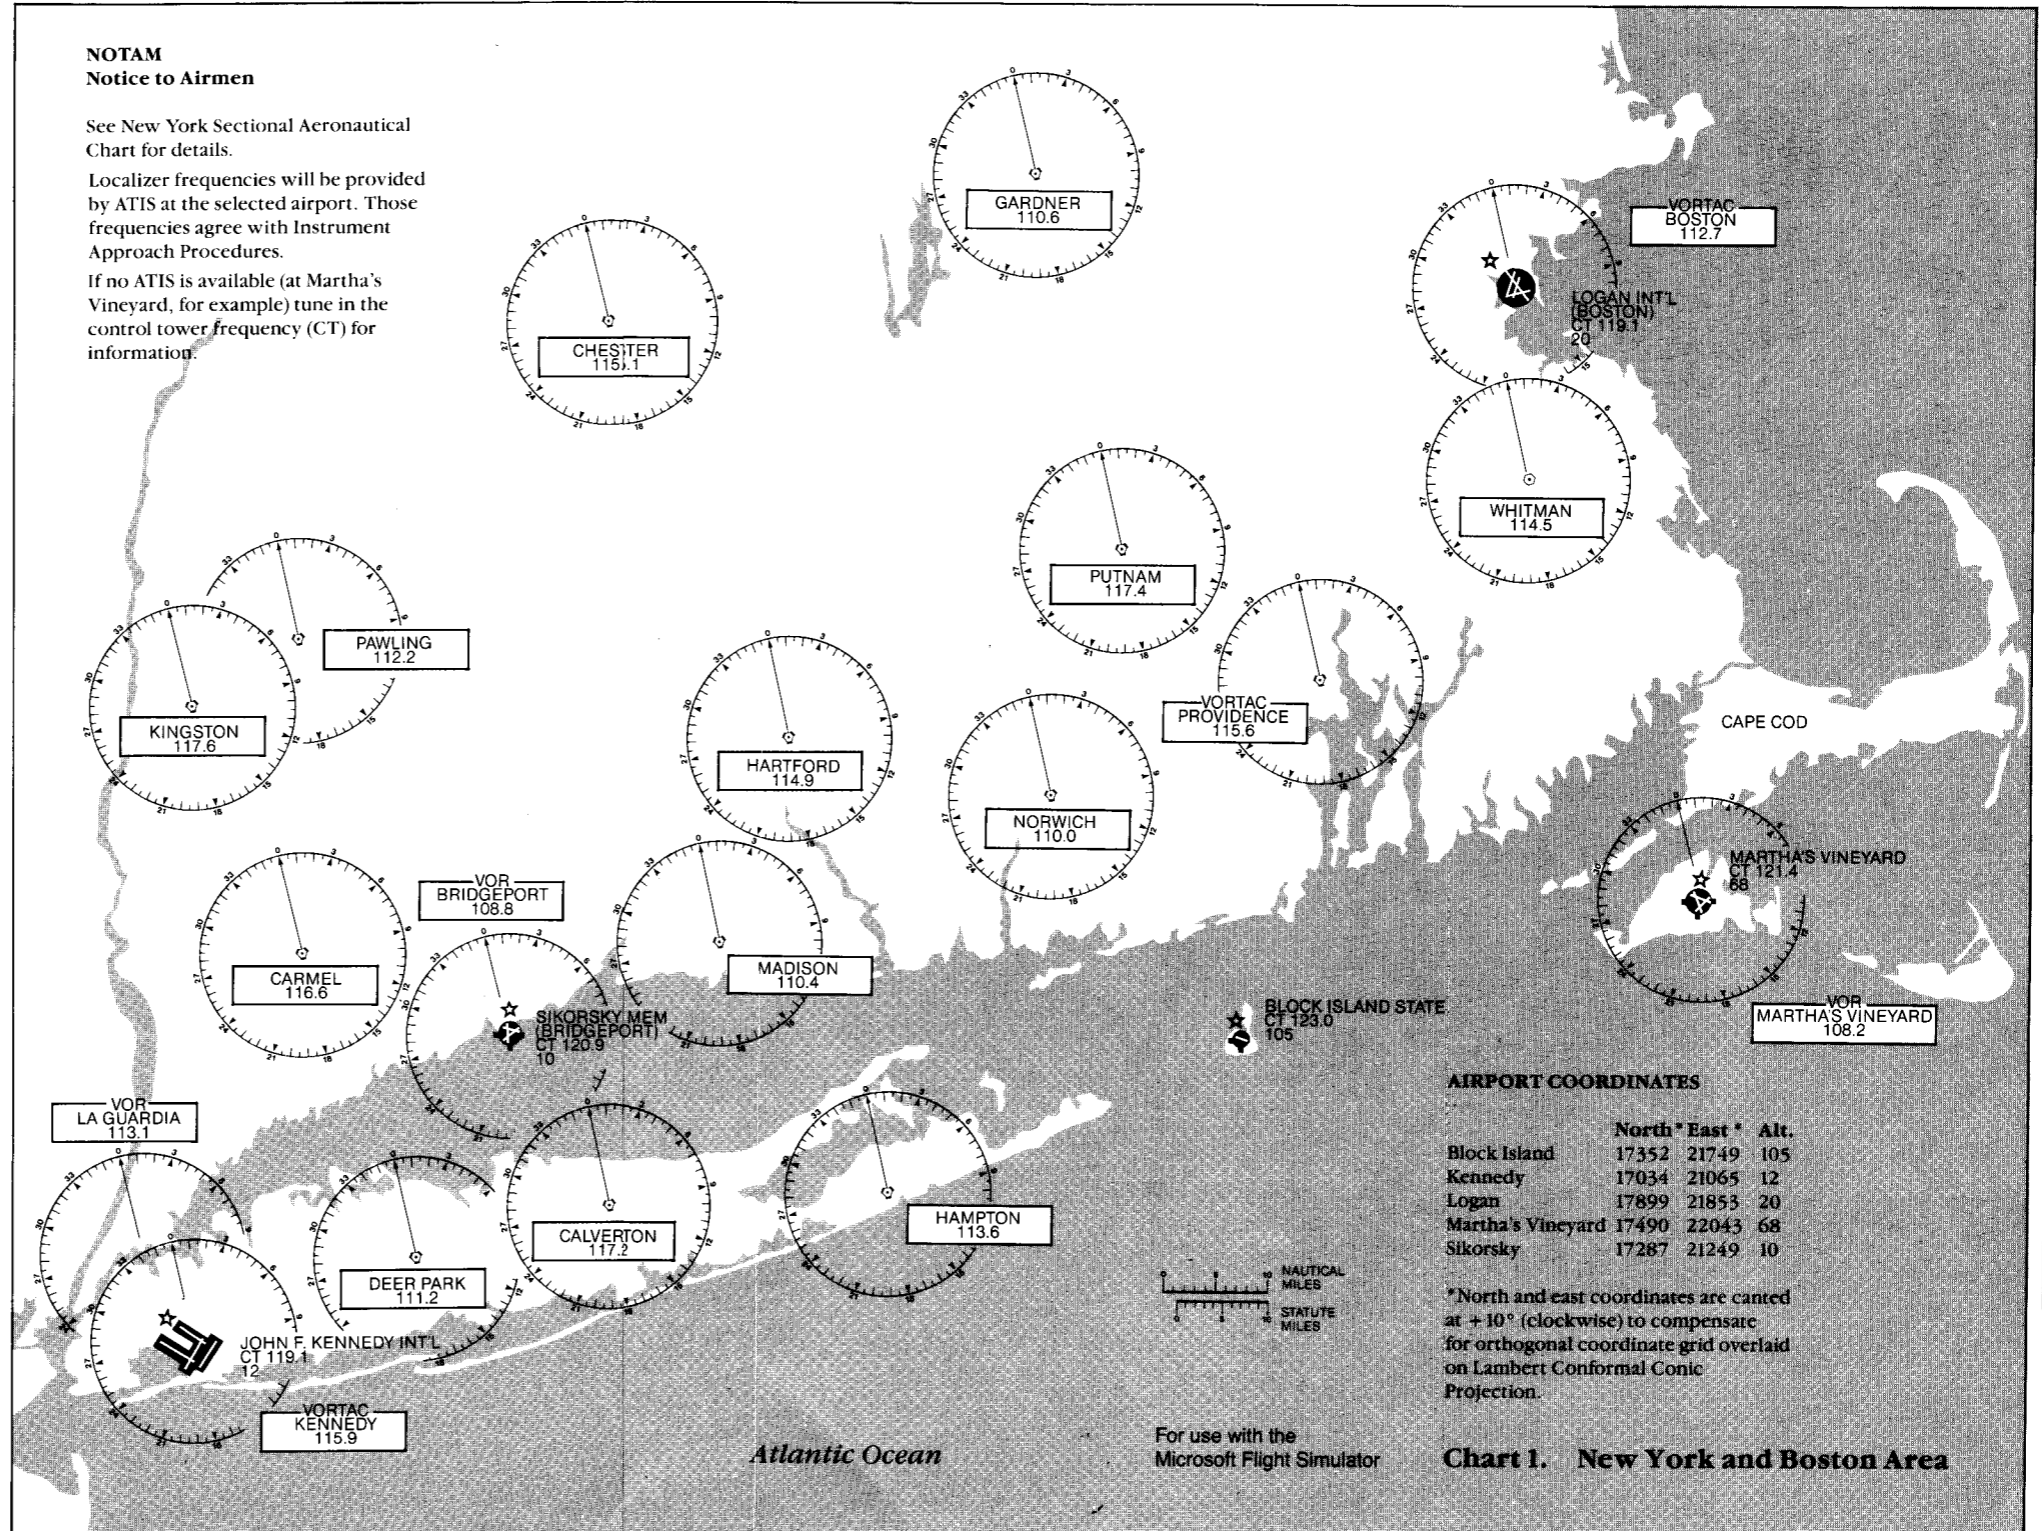 NOTAM
Notice to Airmen
See New York Sectional Aeronautical
Chart for details.
Localizer frequencies will be provided
by ATIS at the selected airport. Those
frequencies agree with Instrument
Approach Procedures.
If no ATIS is available (at Martha's
Vineyard, for example) tune in the
control tower frequency (CT) for
information.
GARDNER
110.6
CHESTER
115.1
VORTAC
BOSTON
112.7
LOGAN INT'L
(BOSTON)
CT 119.1
20
WHITMAN
114.5
PUTNAM
117.4
PAWLING
112.2
KINGSTON
117.6
VORTAC
PROVIDENCE
115.6
HARTFORD
114.9
NORWICH
110.0
CAPE COD
MARTHA'S VINEYARD
CT 121.4
68
VOR
MARTHA'S VINEYARD
108.2
CARMEL
116.6
VOR
BRIDGEPORT
108.8
SIKORSKY MEM
(BRIDGEPORT)
CT 120.9
10
MADISON
110.4
BLOCK ISLAND STATE
CT 123.0
105
VOR
LA GUARDIA
113.1
DEER PARK
111.2
CALVERTON
117.2
HAMPTON
113.6
JOHN F. KENNEDY INT'L
CT 119.1
12
VORTAC
KENNEDY
115.9
AIRPORT COORDINATES
North* East* Alt.
Block Island 17352 21749 105
Kennedy 17034 21065 12
Logan 17899 21853 20
Martha's Vineyard 17490 22043 68
Sikorsky 17287 21249 10
*North and east coordinates are canted
at +10° (clockwise) to compensate
for orthogonal coordinate grid overlaid
on Lambert Conformal Conic
Projection.
0 5 10 NAUTICAL
MILES
0 5 10 STATUTE
MILES
Atlantic Ocean
For use with the
Microsoft Flight Simulator
Chart 1. New York and Boston Area